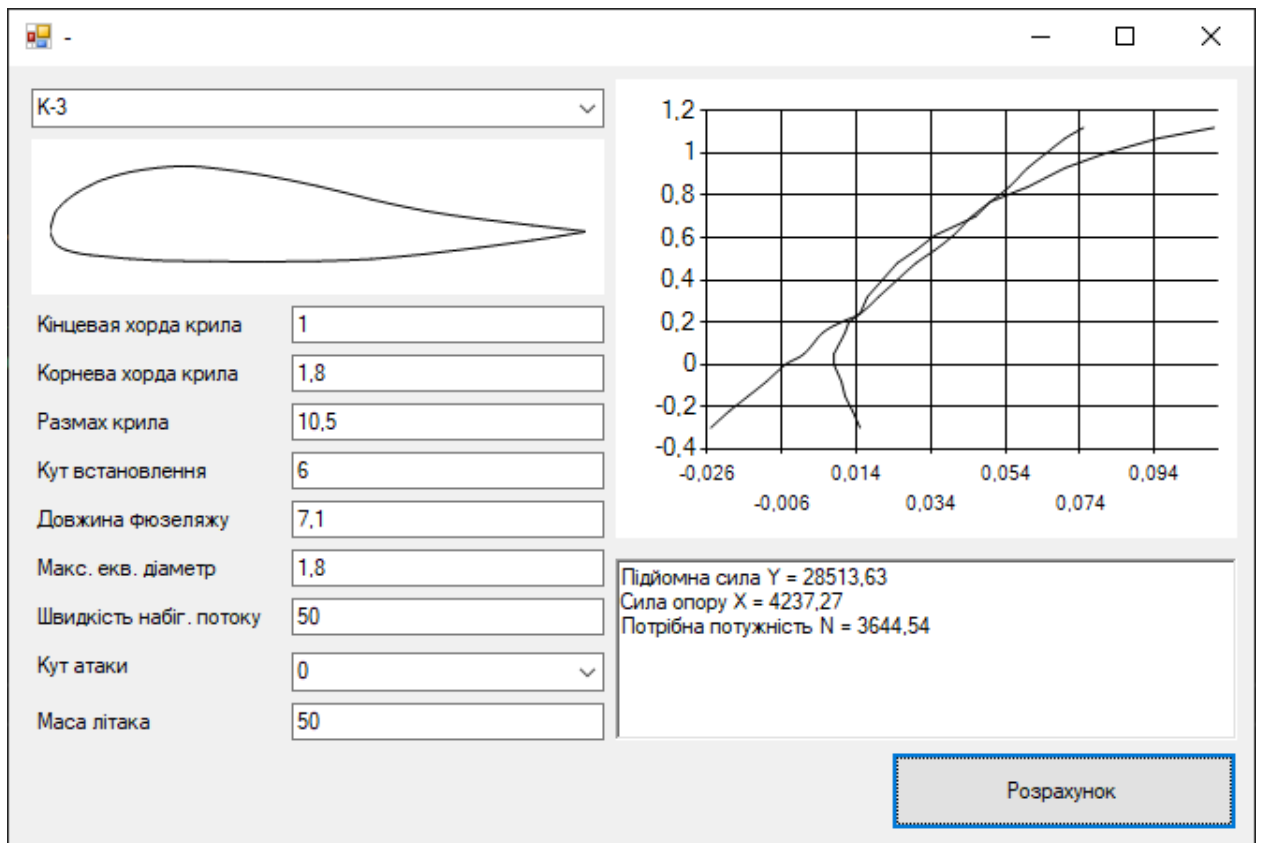 -
К-3
Кінцевая хорда крила
1
Корнева хорда крила
1,8
Размах крила
10,5
Кут встановлення
6
Довжина фюзеляжу
7,1
Макс. екв. діаметр
1,8
Швидкість набіг. потоку
50
Кут атаки
0
Маса літака
50
1,2
1
0,8
0,6
0,4
0,2
0
-0,2
-0,4
-0,026 0,014 0,054 0,094
-0,006 0,034 0,074
Підйомна сила Y = 28513,63
Сила опору X = 4237,27
Потрібна потужність N = 3644,54
Розрахунок